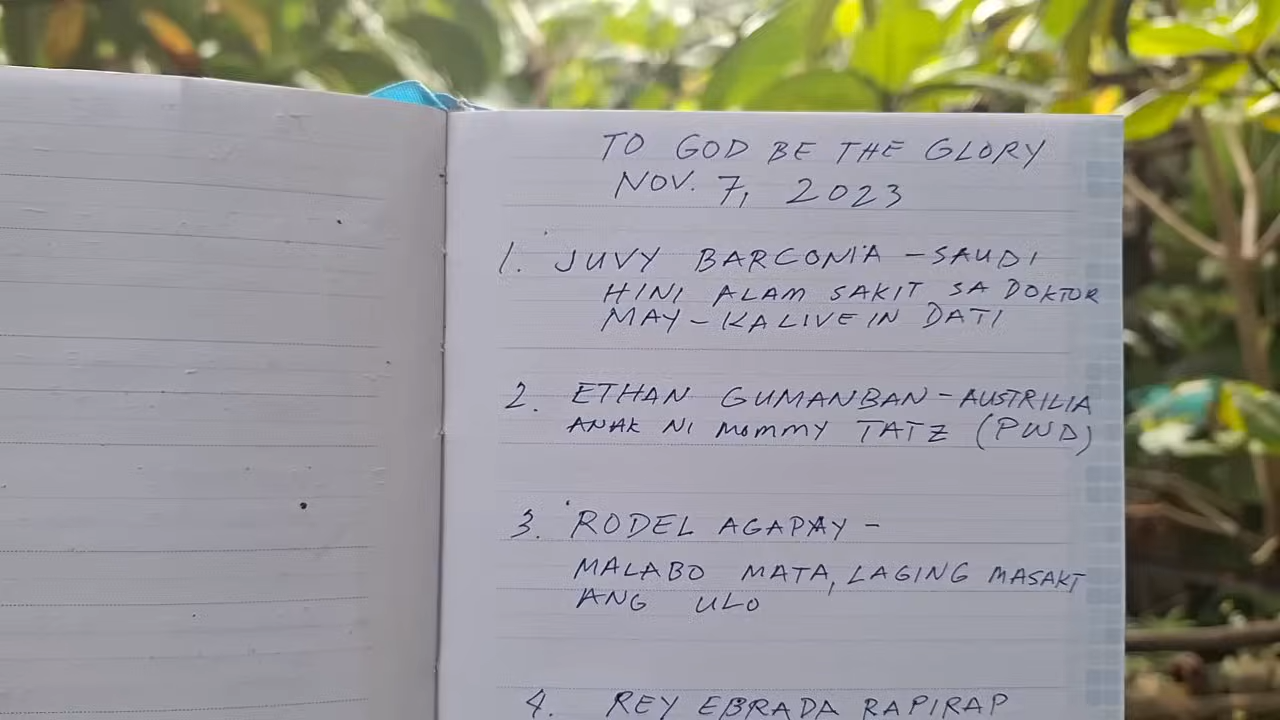 TO GOD BE THE GLORY
NOV. 7, 2023
1. JUVY BARCONIA - SAUDI
HINI ALAM SAKIT SA DOKTOR
MAY - KALIVE IN DATI
2. ETHAN GUMANBAN - AUSTRILIA
ANAK NI MOMMY TATZ (PWD)
3. RODEL AGAPAY -
MALABO MATA, LAGING MASAKT
ANG ULO
4. REY EBRADA RAPIRAP